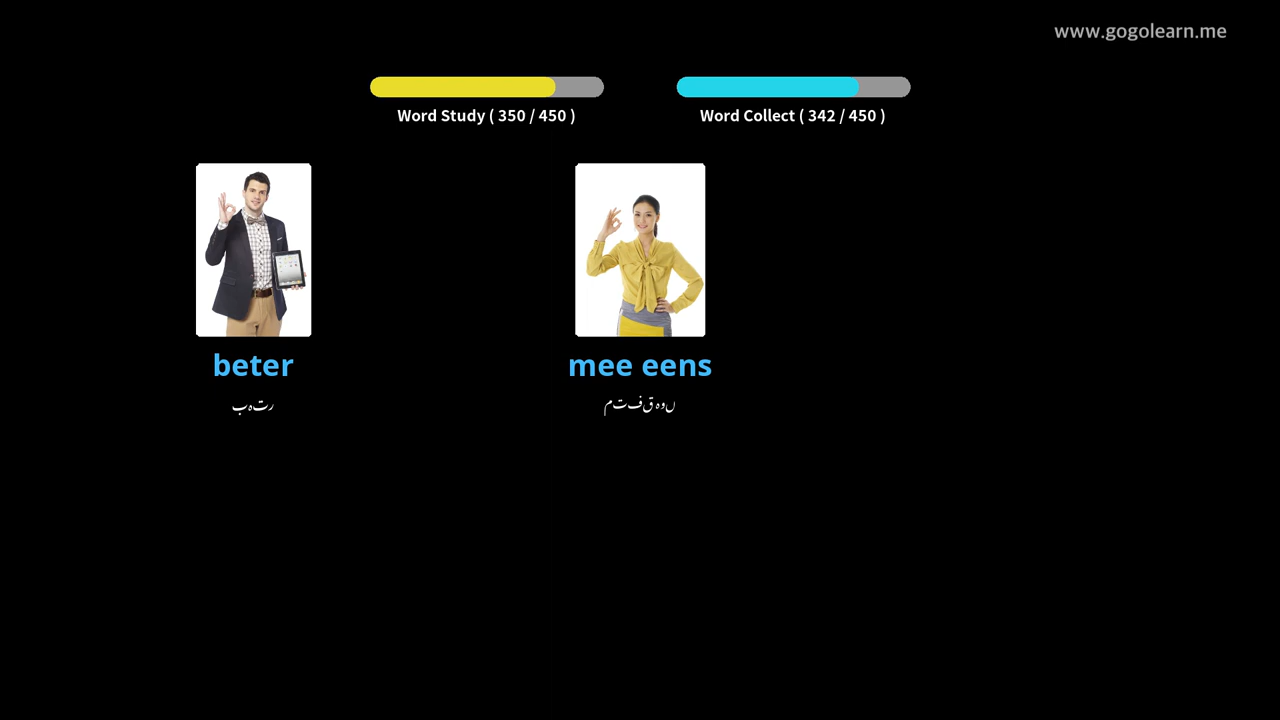 www.gogolearn.me
Word Study ( 350 / 450 )
Word Collect ( 342 / 450 )
beter
mee eens
بہتر
متفق ہوں